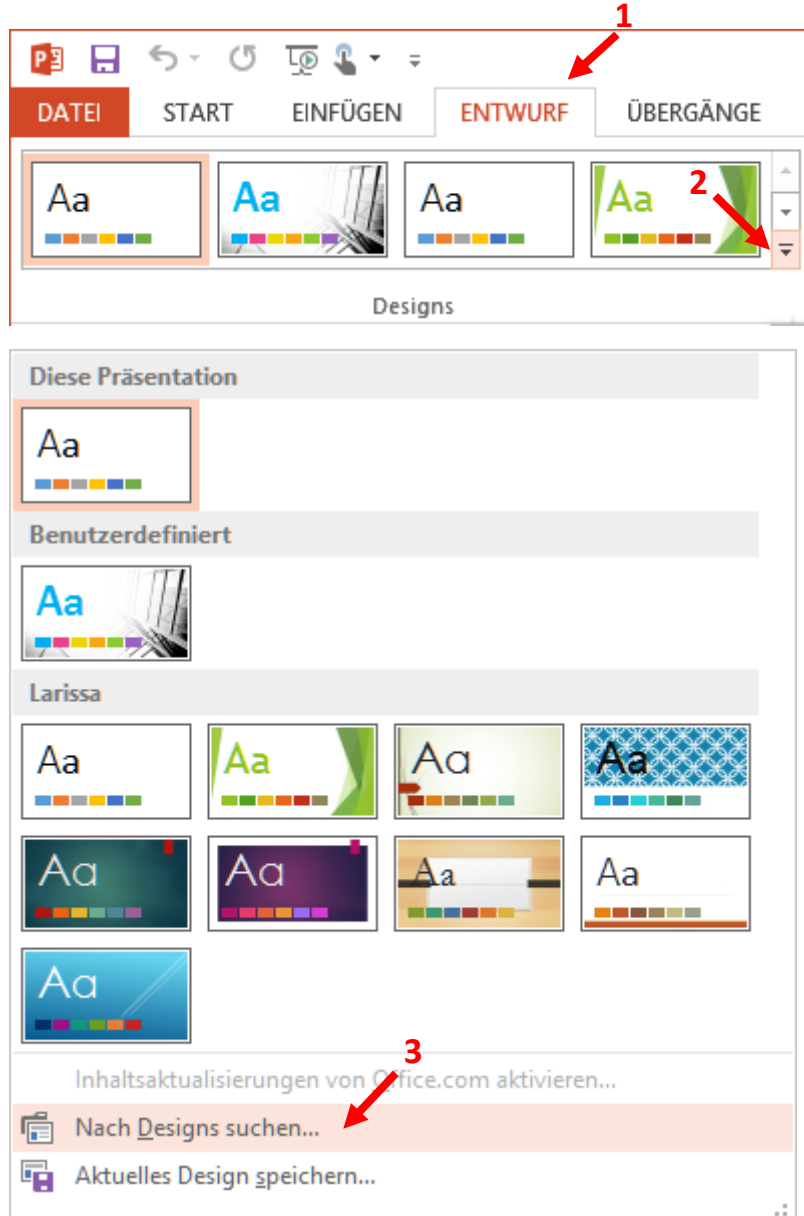 1
DATEI START EINFÜGEN ENTWURF ÜBERGÄNGE
Aa Aa Aa Aa 2
Designs
Diese Präsentation
Aa
Benutzerdefiniert
Aa
Larissa
Aa Aa Aa Aa
Aa Aa Aa Aa
Aa
3
Inhaltsaktualisierungen von Office.com aktivieren...
Nach Designs suchen...
Aktuelles Design speichern...